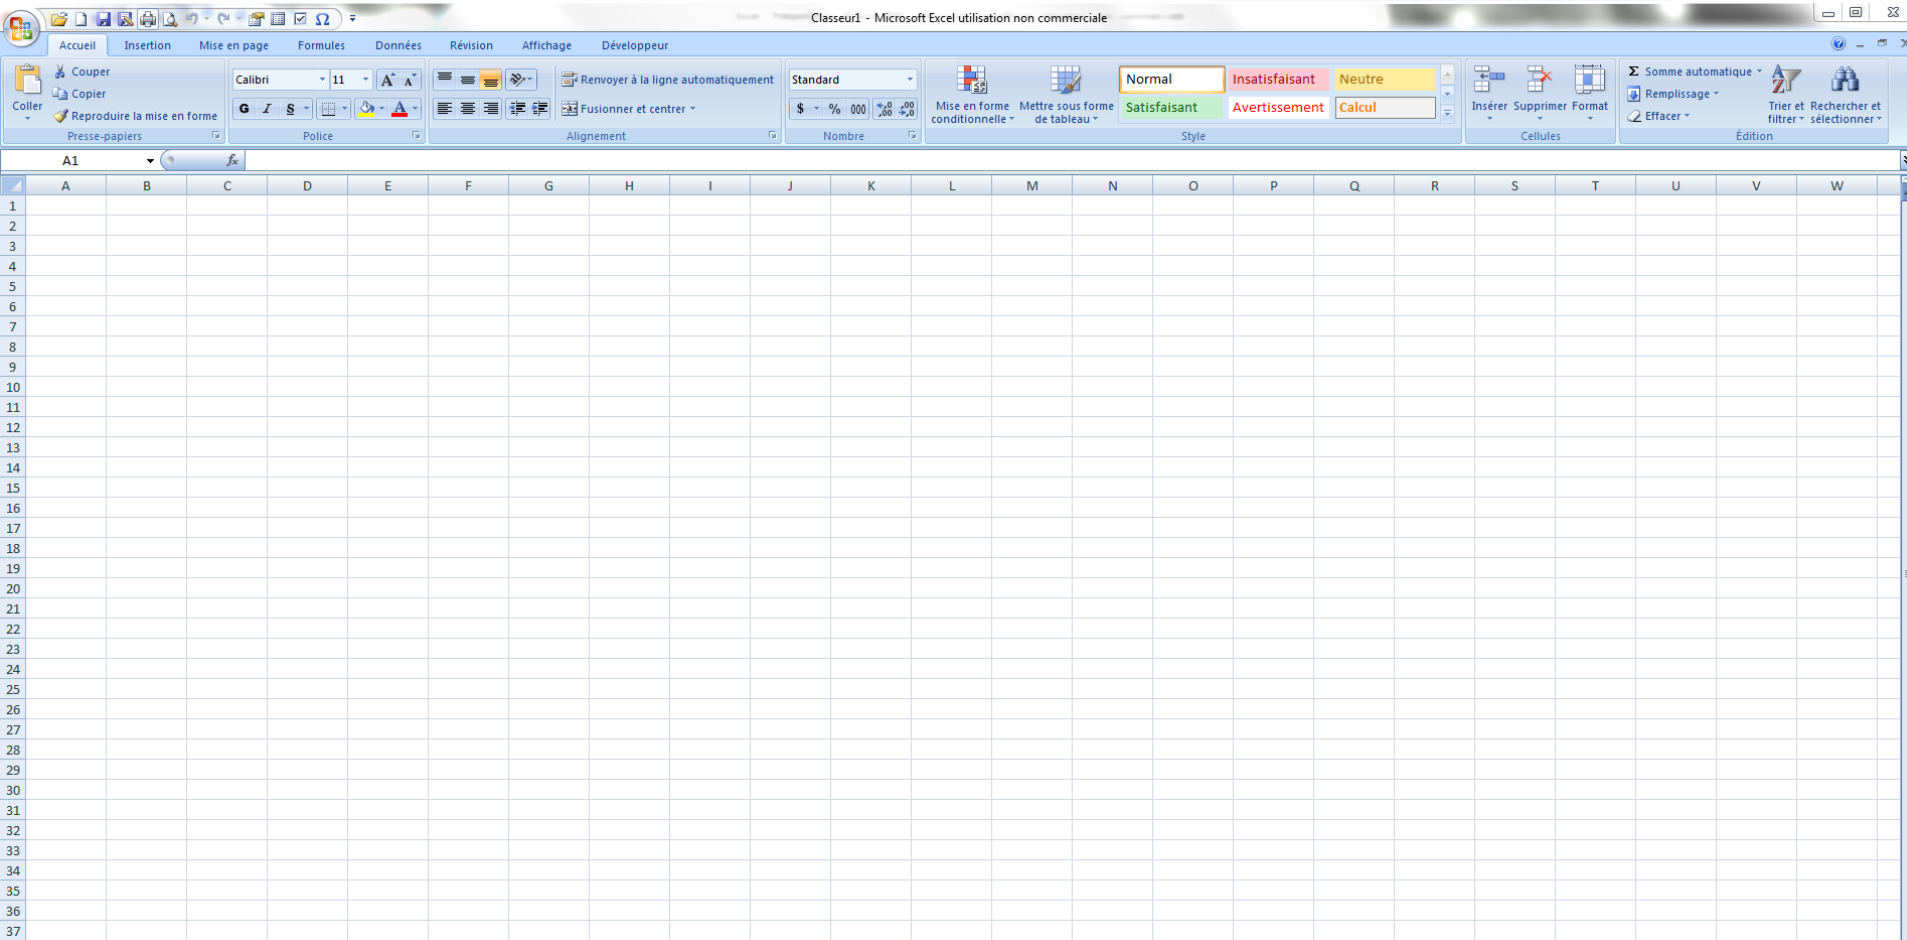 Classeur1 - Microsoft Excel utilisation non commerciale
Accueil Insertion Mise en page Formules Données Révision Affichage Développeur
Coller
Couper
Copier
Reproduire la mise en forme
Presse-papiers
Calibri 11
G I S A
Police
Renvoyer à la ligne automatiquement
Fusionner et centrer
Alignement
Standard
$ % 000
Nombre
Mise en forme conditionnelle
Mettre sous forme de tableau
Normal Insatisfaisant Neutre
Satisfaisant Avertissement Calcul
Style
Insérer Supprimer Format
Cellules
Σ Somme automatique
Remplissage
Effacer
Trier et filtrer
Rechercher et sélectionner
Édition
A1 fx
A B C D E F G H I J K L M N O P Q R S T U V W
1
2
3
4
5
6
7
8
9
10
11
12
13
14
15
16
17
18
19
20
21
22
23
24
25
26
27
28
29
30
31
32
33
34
35
36
37